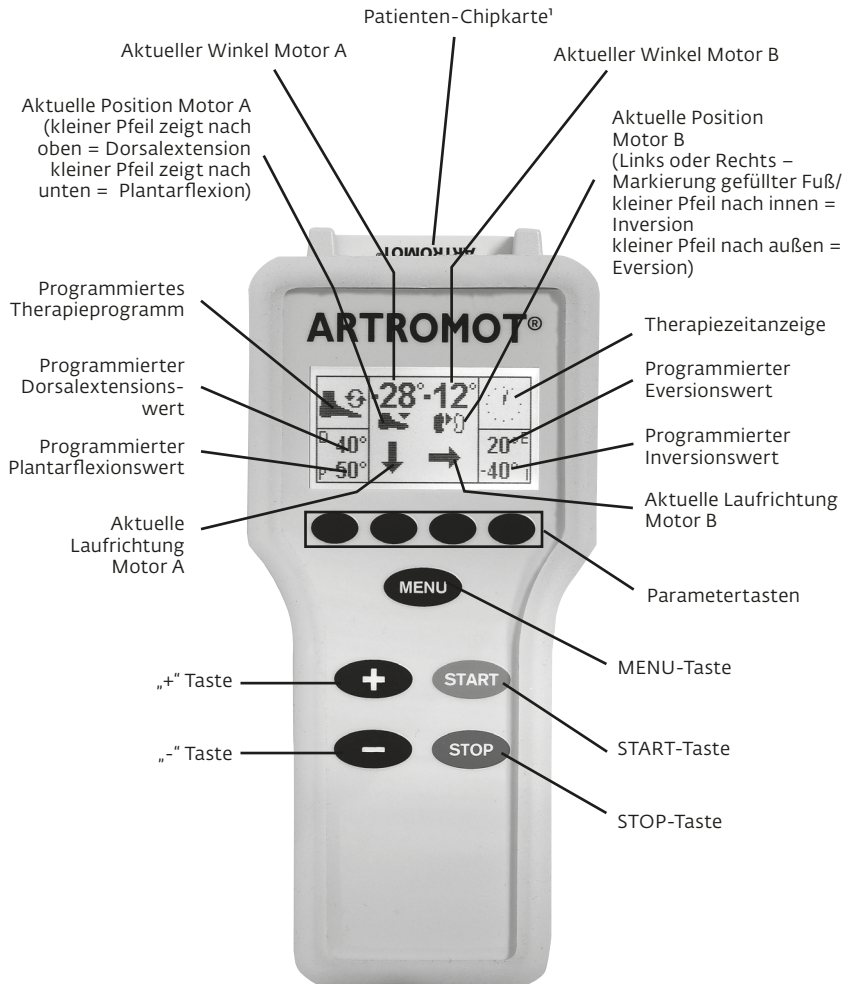 Patienten-Chipkarte¹
Aktueller Winkel Motor A
Aktueller Winkel Motor B
Aktuelle Position Motor A
(kleiner Pfeil zeigt nach
oben = Dorsalextension
kleiner Pfeil zeigt nach
unten = Plantarflexion)
Aktuelle Position
Motor B
(Links oder Rechts –
Markierung gefüllter Fuß/
kleiner Pfeil nach innen =
Inversion
kleiner Pfeil nach außen =
Eversion)
ARTROMOT®
Programmiertes
Therapieprogramm
ARTROMOT®
Therapiezeitanzeige
Programmierter
Dorsalextensions-
wert
Programmierter
Eversionswert
-28° -12°
D 40°
20° E
Programmierter
Plantarflexionswert
Programmierter
Inversionswert
P 50°
-40° I
Aktuelle
Laufrichtung
Motor A
Aktuelle Laufrichtung
Motor B
Parametertasten
MENU
MENU-Taste
„+“ Taste
+
START
START-Taste
„-“ Taste
–
STOP
STOP-Taste